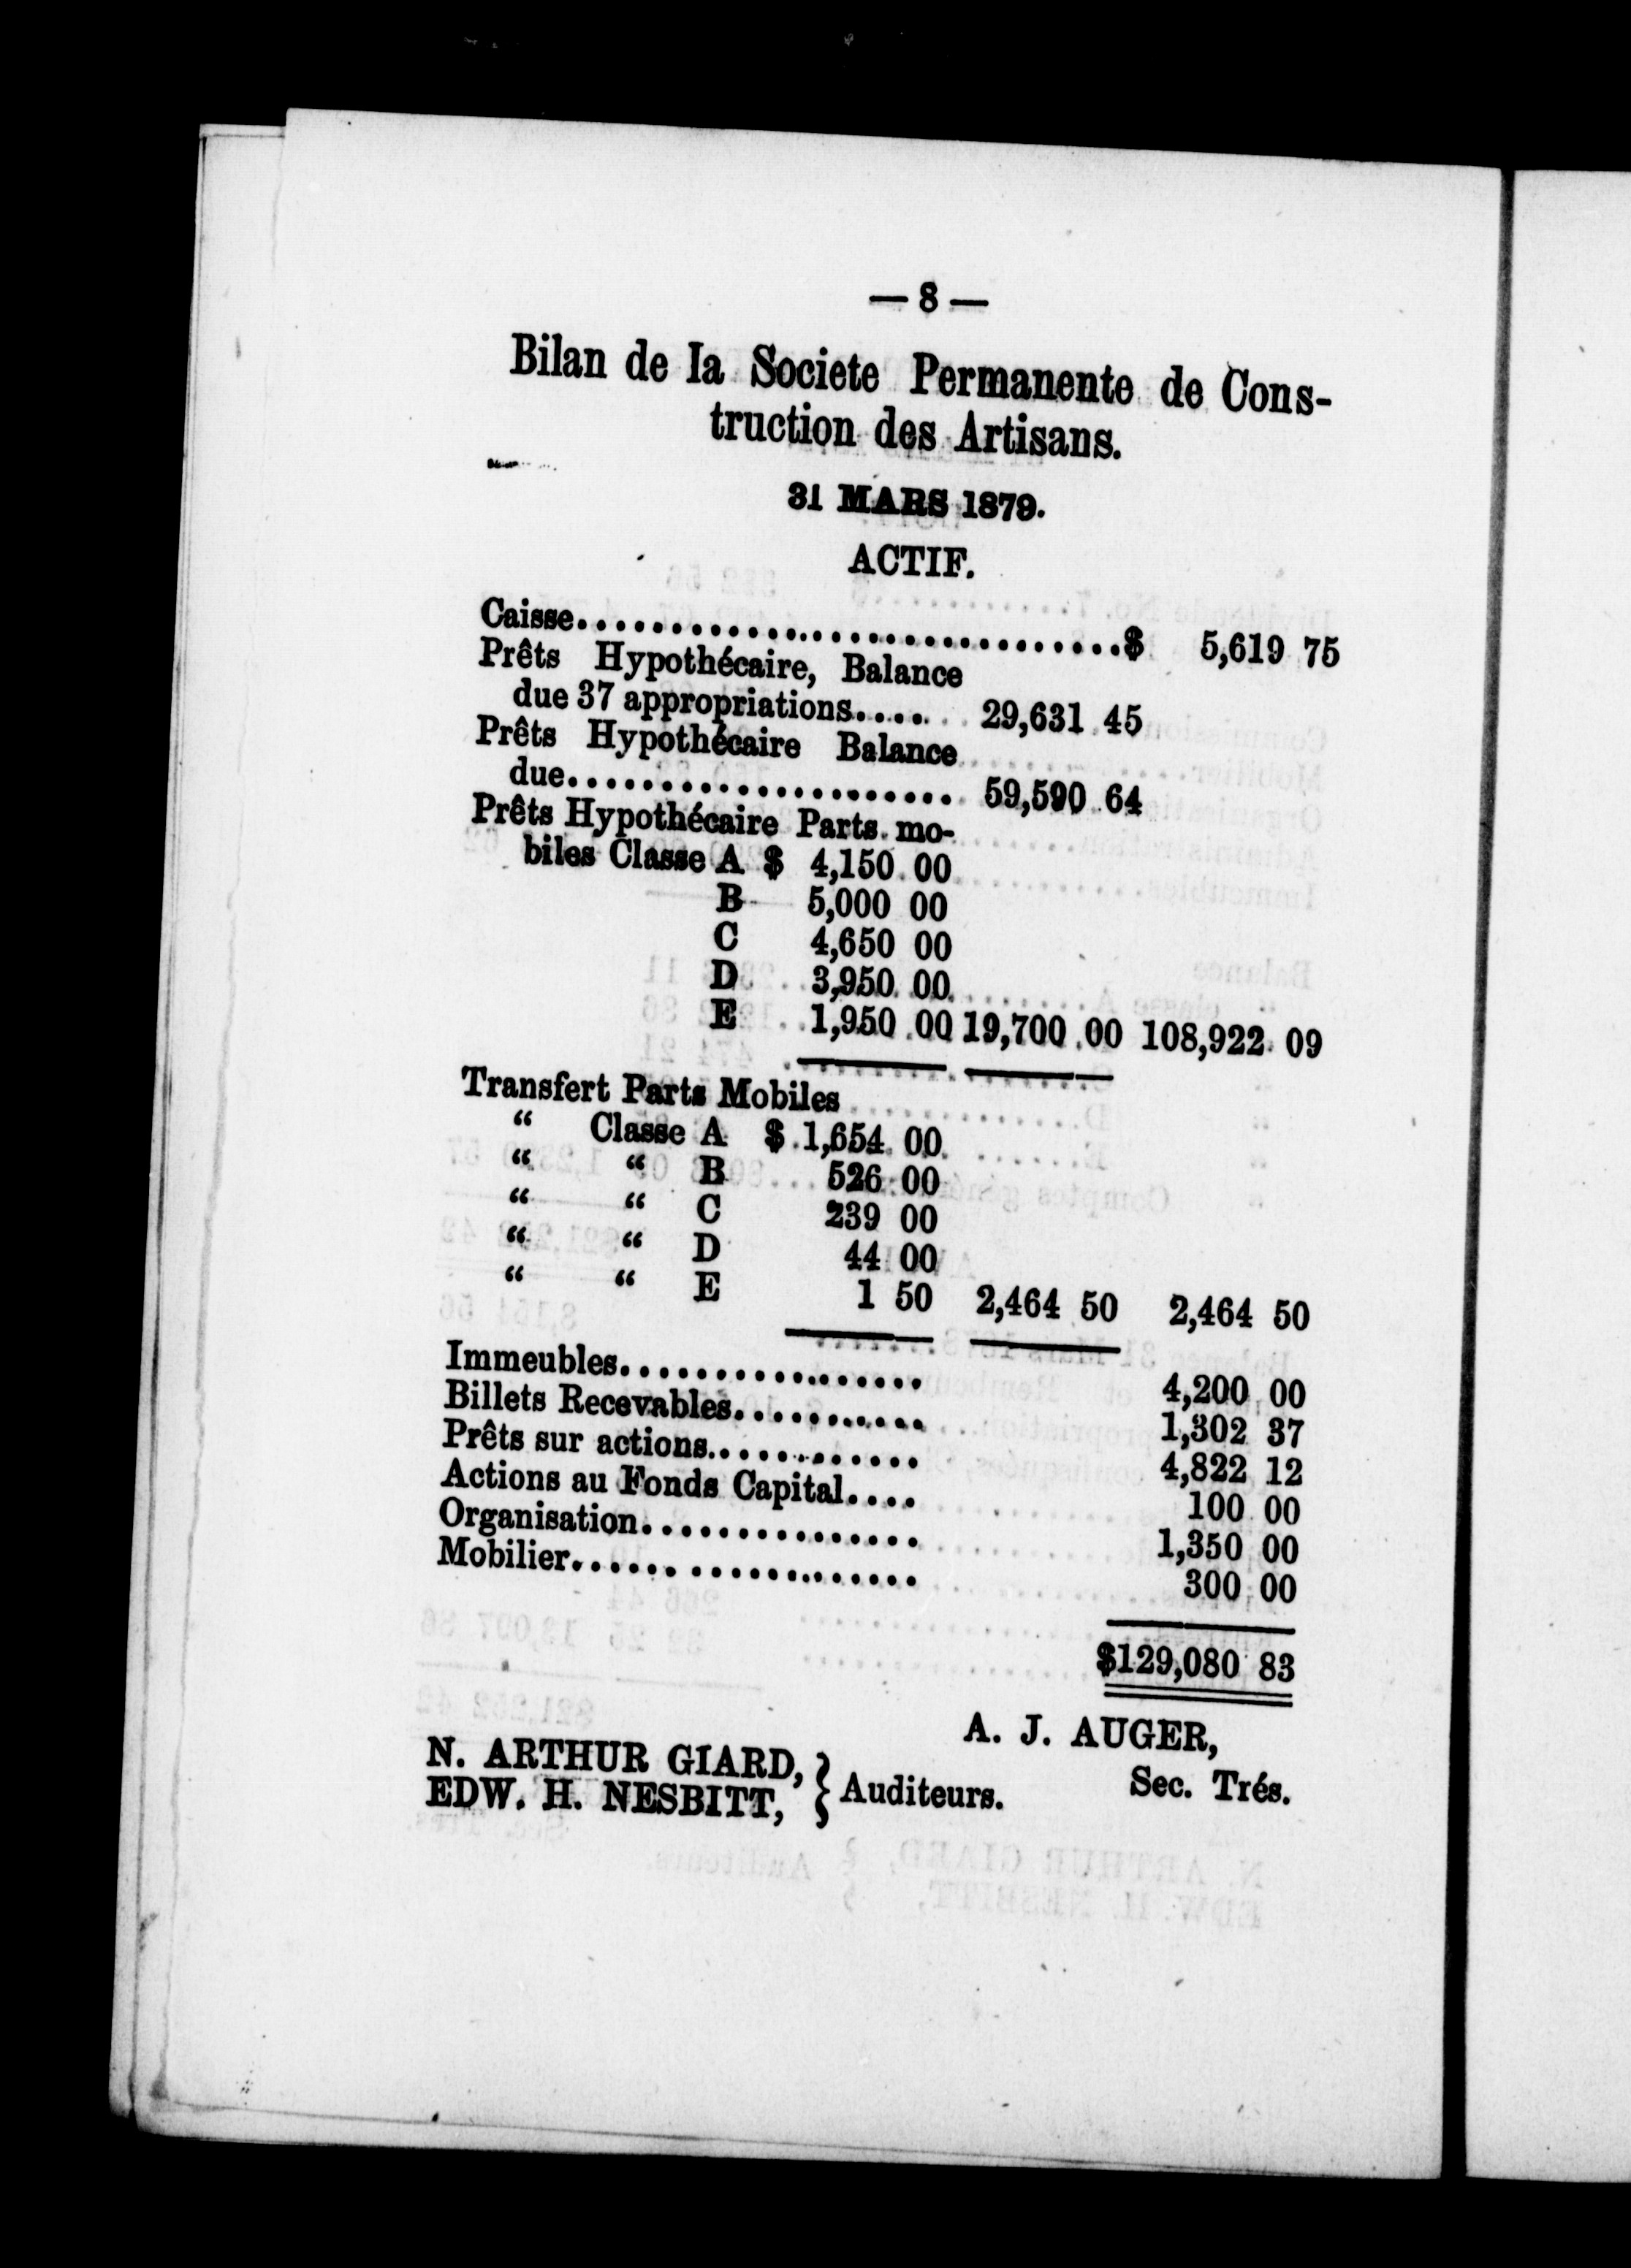 — 8 —
Bilan de la Societe Permanente de Cons-
truction des Artisans.
31 MARS 1879.
ACTIF.
Caisse..............................$ 5,619 75
Prêts Hypothécaire, Balance
due 37 appropriations..... 29,631 45
Prêts Hypothécaire Balance
due..................... 59,590 64
Prêts Hypothécaire Parts mo-
biles Classe A $ 4,150 00
B 5,000 00
C 4,650 00
D 3,950 00
E 1,950 00 19,700 00 108,922 09
Transfert Parts Mobiles
“ Classe A $ 1,654 00
“ “ B 526 00
“ “ C 239 00
“ “ D 44 00
“ “ E 1 50 2,464 50 2,464 50
Immeubles................. 4,200 00
Billets Recevables........... 1,302 37
Prêts sur actions............ 4,822 12
Actions au Fonds Capital.... 100 00
Organisation............... 1,350 00
Mobilier................... 300 00
$129,080 83
A. J. AUGER,
Sec. Trés.
N. ARTHUR GIARD, } Auditeurs.
EDW. H. NESBITT,